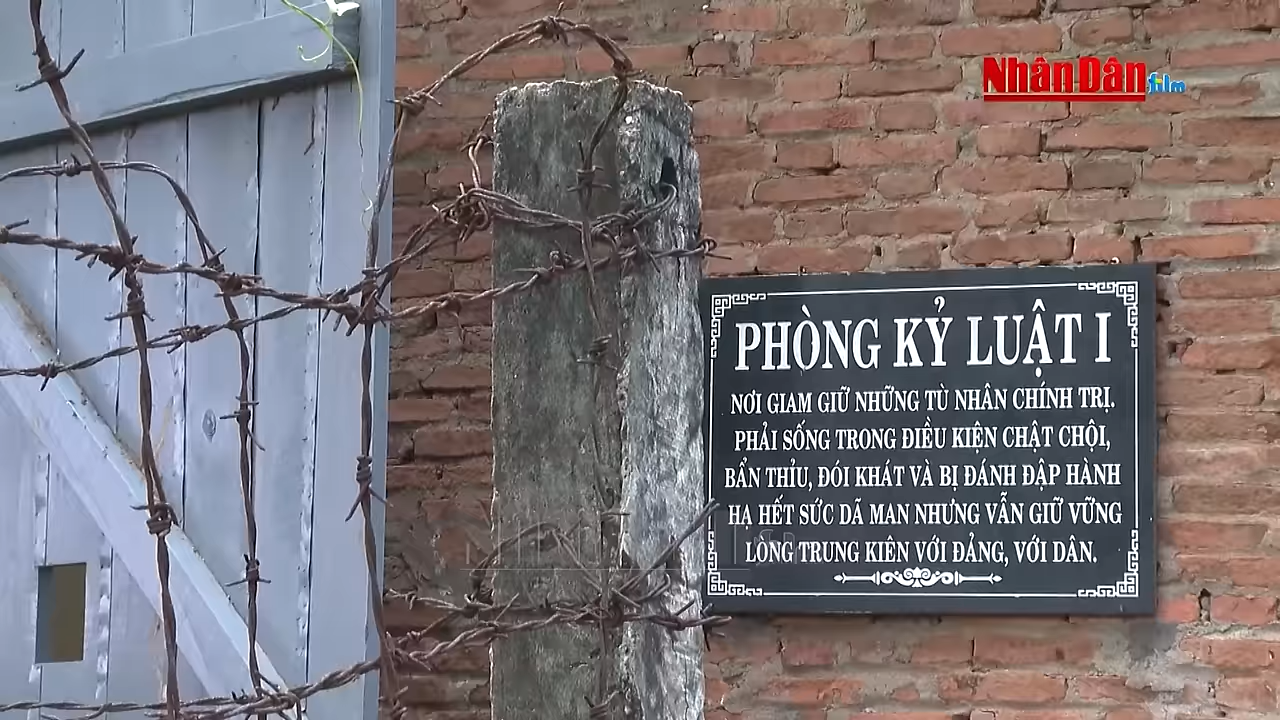 NhânDân film
PHÒNG KỶ LUẬT I
NƠI GIAM GIỮ NHỮNG TÙ NHÂN CHÍNH TRỊ.
PHẢI SỐNG TRONG ĐIỀU KIỆN CHẬT CHỘI,
BẨN THỈU, ĐÓI KHÁT VÀ BỊ ĐÁNH ĐẬP HÀNH
HẠ HẾT SỨC DÃ MAN NHƯNG VẪN GIỮ VỮNG
LÒNG TRUNG KIÊN VỚI ĐẢNG, VỚI DÂN.